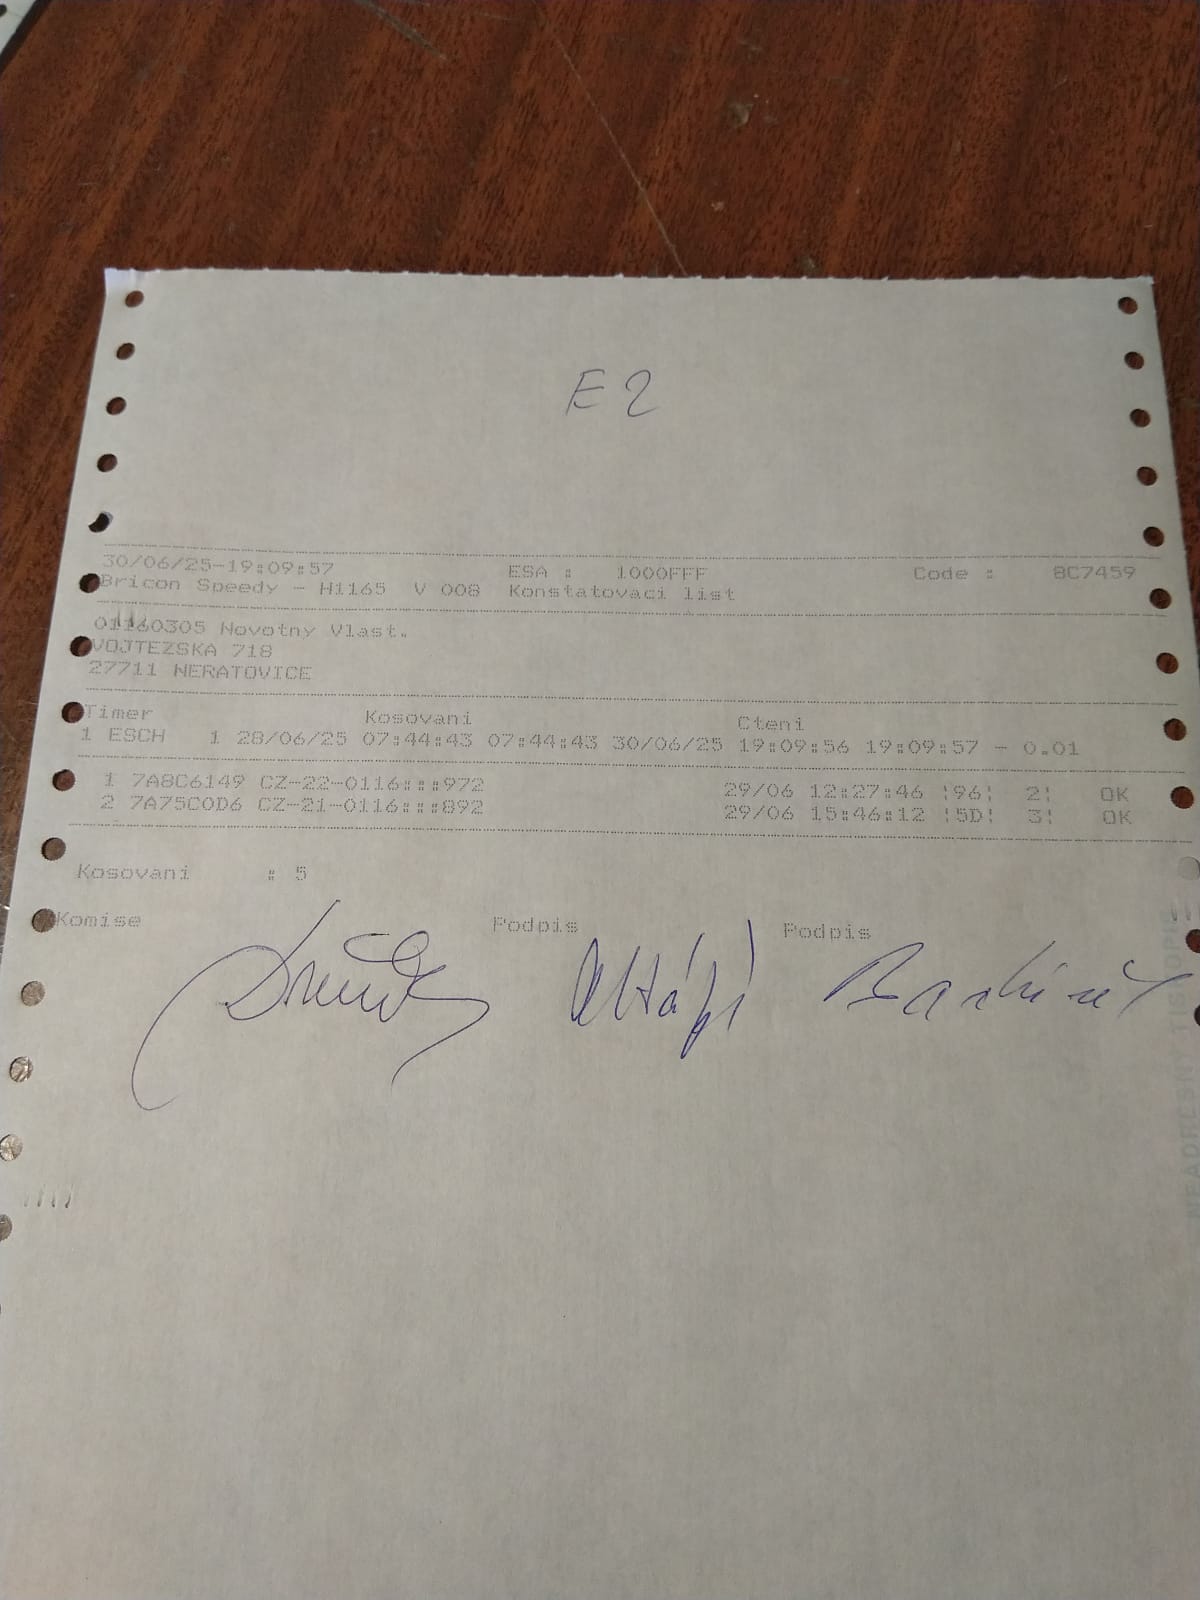 E2
30/06/25-19:09:57 ESA : 1000FFF Code : 8C7459
Bricon Speedy - H1165 V 008 Konstatovaci list
01160305 Novotny Vlast.
VOJTEZSKA 718
27711 NERATOVICE
Timer Kosovani Cteni
1 ESCH 1 28/06/25 07:44:43 07:44:43 30/06/25 19:09:56 19:09:57 - 0.01
1 7A8C6149 CZ-22-0116:::972 29/06 12:27:46 ¦96¦ 2¦ OK
2 7A75C0D6 CZ-21-0116:::892 29/06 15:46:12 ¦5D¦ 3¦ OK
Kosovani : 5
Komise Podpis Podpis